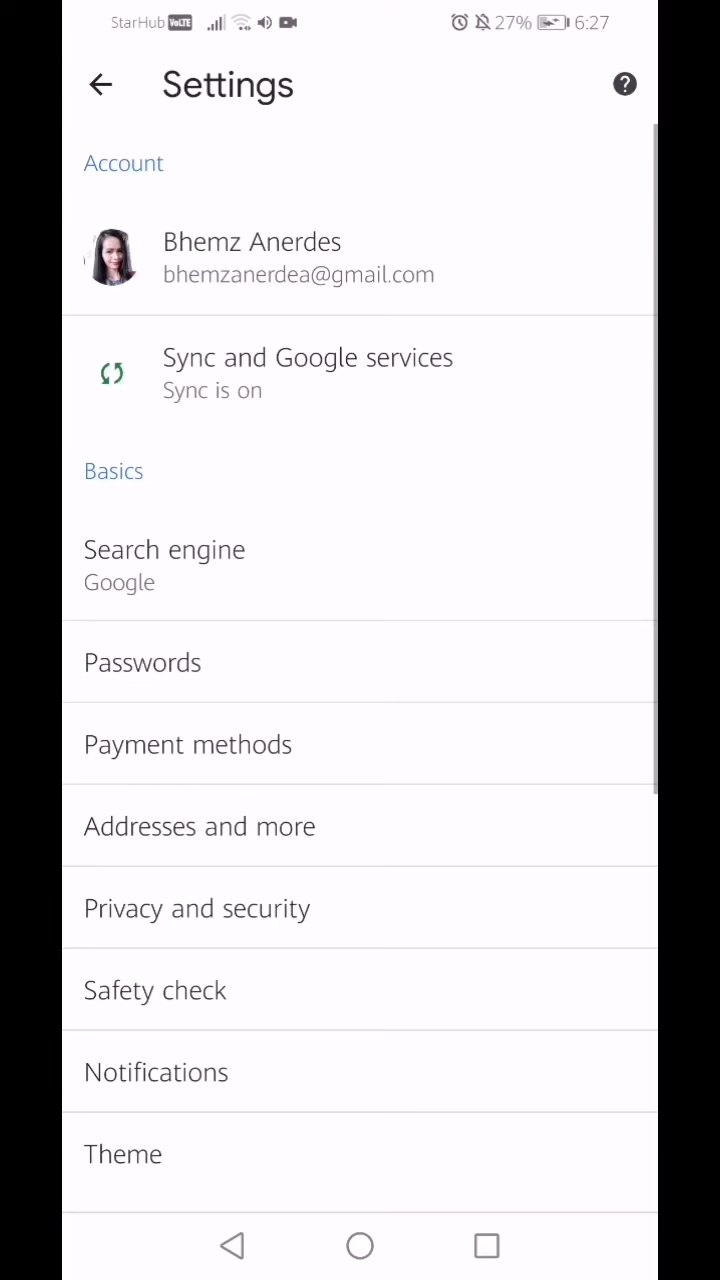 StarHub VoLTE 27% 6:27
Settings
Account
Bhemz Anerdes
bhemzanerdea@gmail.com
Sync and Google services
Sync is on
Basics
Search engine
Google
Passwords
Payment methods
Addresses and more
Privacy and security
Safety check
Notifications
Theme